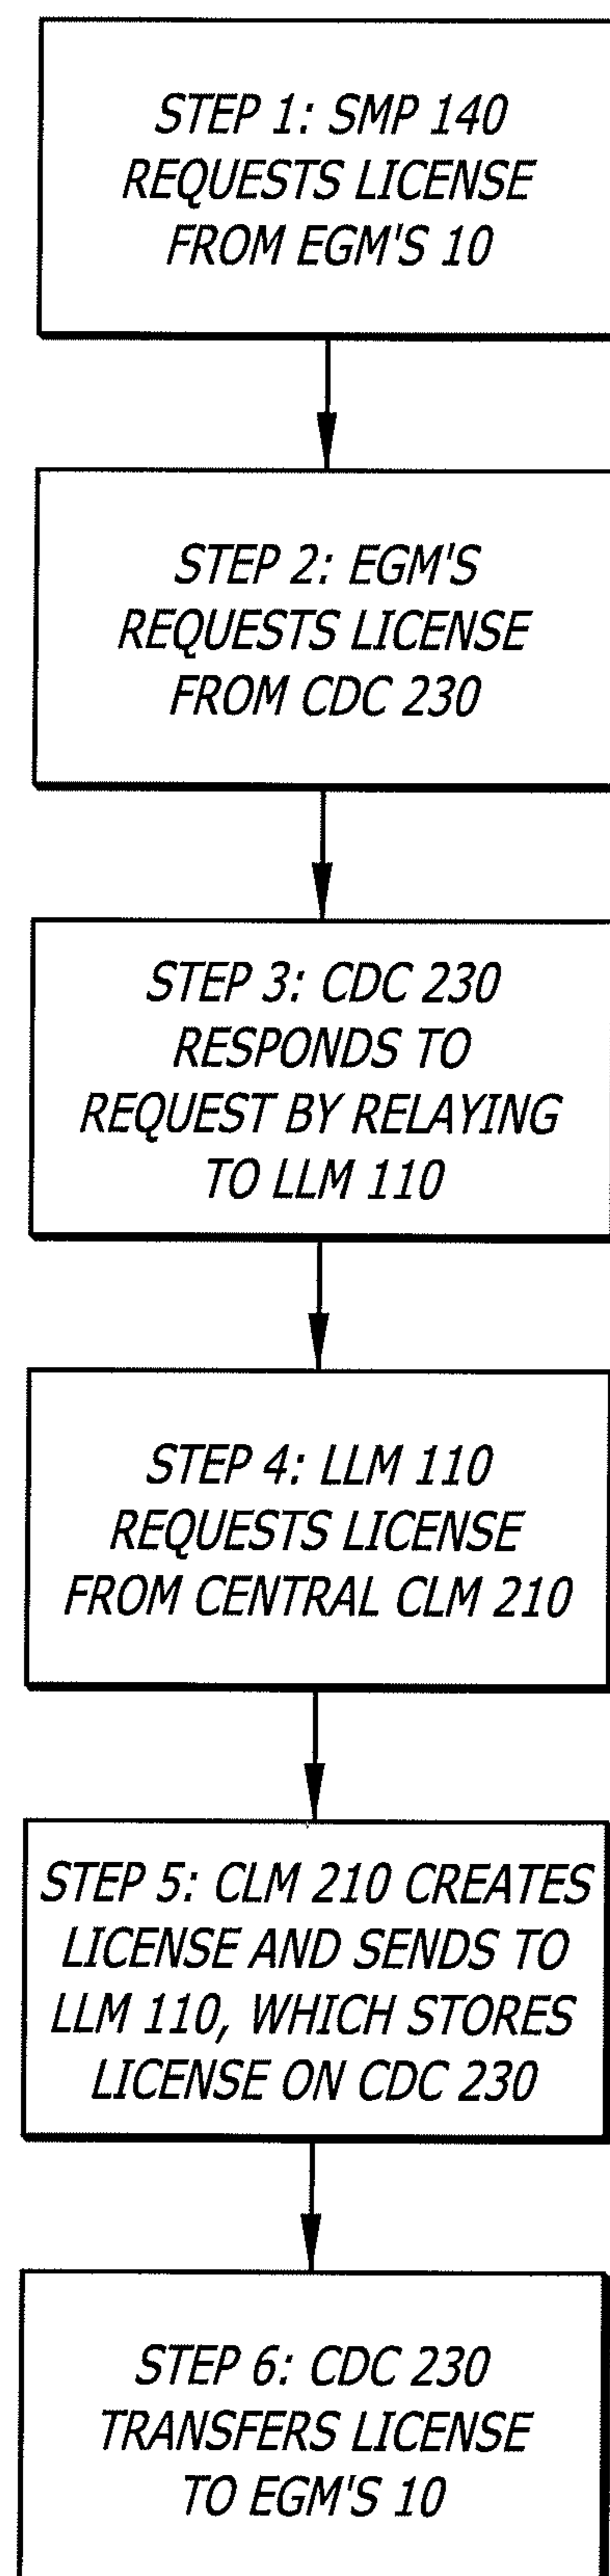 STEP 1: SMP 140
REQUESTS LICENSE
FROM EGM'S 10
STEP 2: EGM'S
REQUESTS LICENSE
FROM CDC 230
STEP 3: CDC 230
RESPONDS TO
REQUEST BY RELAYING
TO LLM 110
STEP 4: LLM 110
REQUESTS LICENSE
FROM CENTRAL CLM 210
STEP 5: CLM 210 CREATES
LICENSE AND SENDS TO
LLM 110, WHICH STORES
LICENSE ON CDC 230
STEP 6: CDC 230
TRANSFERS LICENSE
TO EGM'S 10